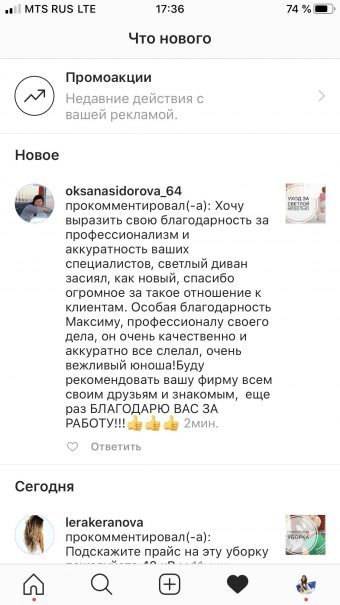 MTS RUS LTE 17:36 74 %
Что нового
Промоакции
Недавние действия с
вашей рекламой.
Новое
oksanasidorova_64
прокомментировал(-а): Хочу
выразить свою благодарность за
профессионализм и
аккуратность ваших
специалистов, светлый диван
засиял, как новый, спасибо
огромное за такое отношение к
клиентам. Особая благодарность
Максиму, профессионалу своего
дела, он очень качественно и
аккуратно все слелал, очень
вежливый юноша!Буду
рекомендовать вашу фирму всем
своим друзьям и знакомым, еще
раз БЛАГОДАРЮ ВАС ЗА
РАБОТУ!!!👍👍👍 2мин.
УХОД ЗА
СВЕТЛОЙ
МЕБЕЛЬЮ
Ответить
Сегодня
lerakeranova
прокомментировал(-а):
Подскажите прайс на эту уборку
УБОРКА